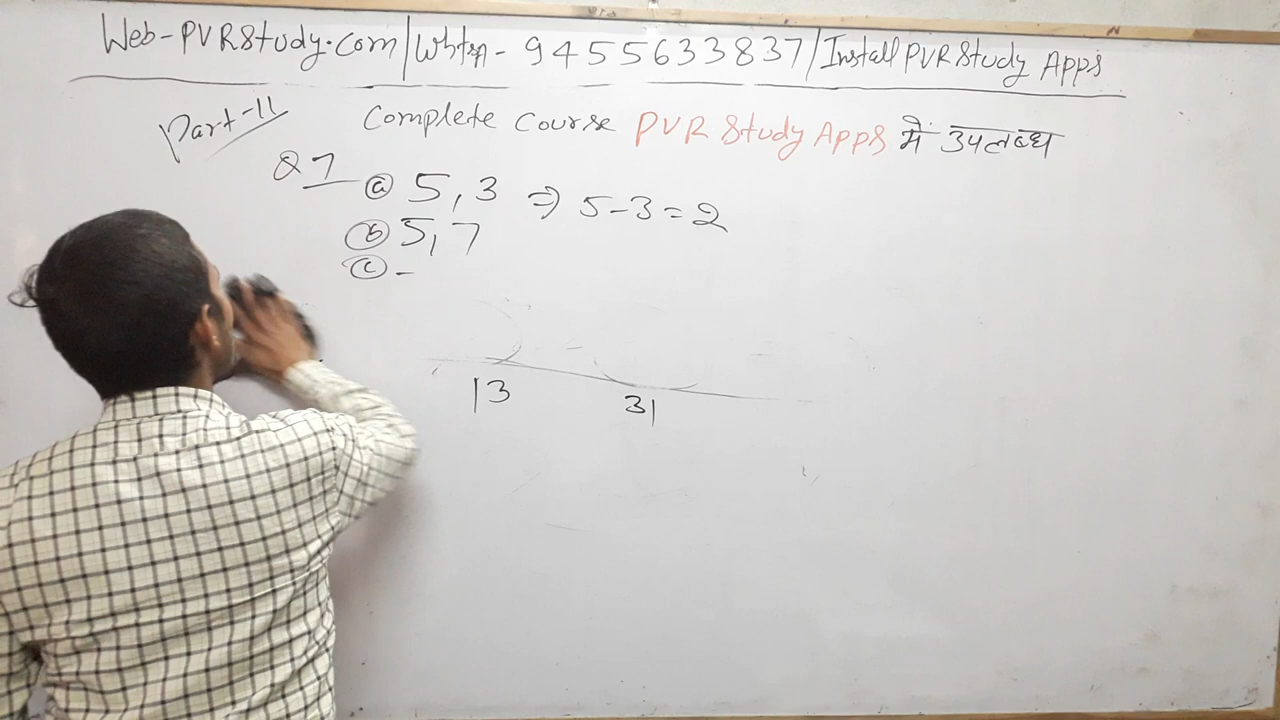 Web-PVRStudy.com/Whtsp-9455633837/Install PVR Study Apps
Part-11
Complete Course PVR Study Apps में उपलब्ध
Q 7 (a) 5, 3 ⇒ 5-3=2
(b) 5, 7
(c) -
13 31